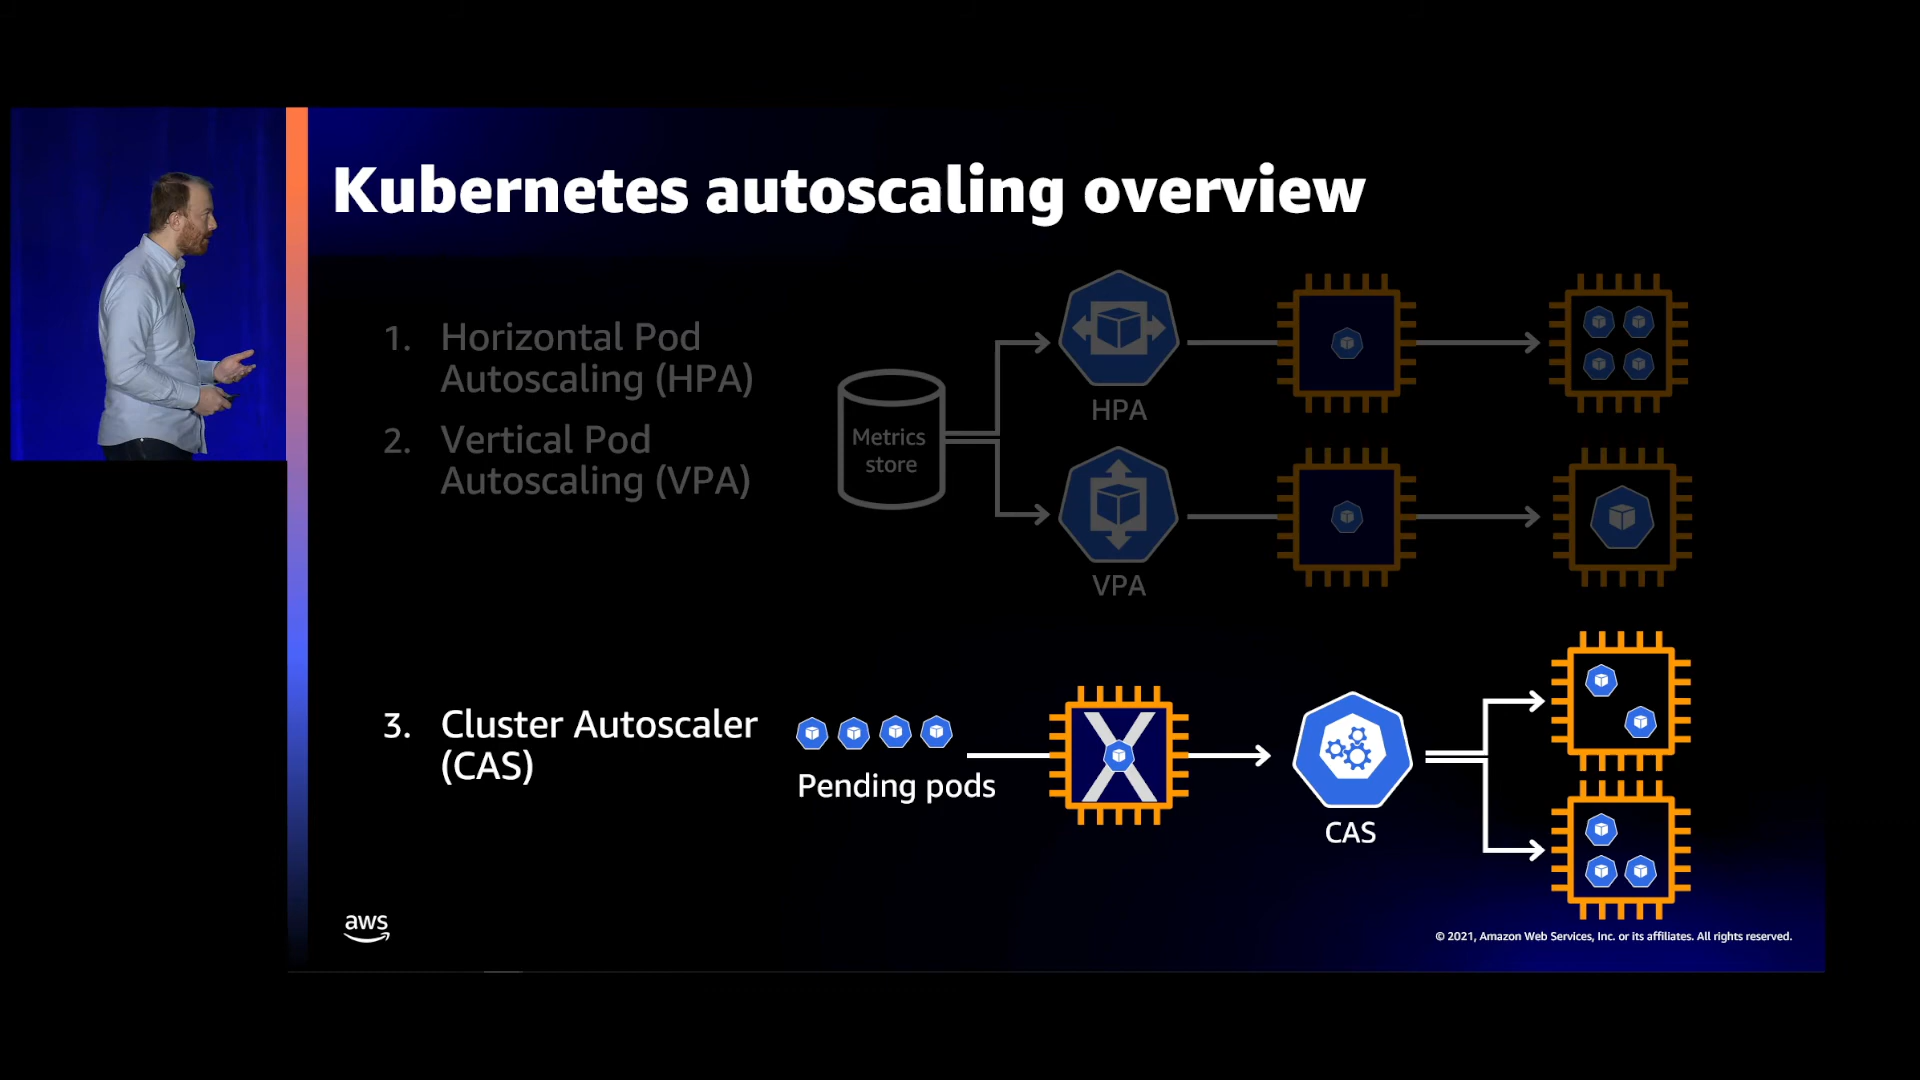 Kubernetes autoscaling overview
1. Horizontal Pod
Autoscaling (HPA)
2. Vertical Pod
Autoscaling (VPA)
Metrics
store
HPA
VPA
3. Cluster Autoscaler
(CAS)
Pending pods
CAS
aws
© 2021, Amazon Web Services, Inc. or its affiliates. All rights reserved.